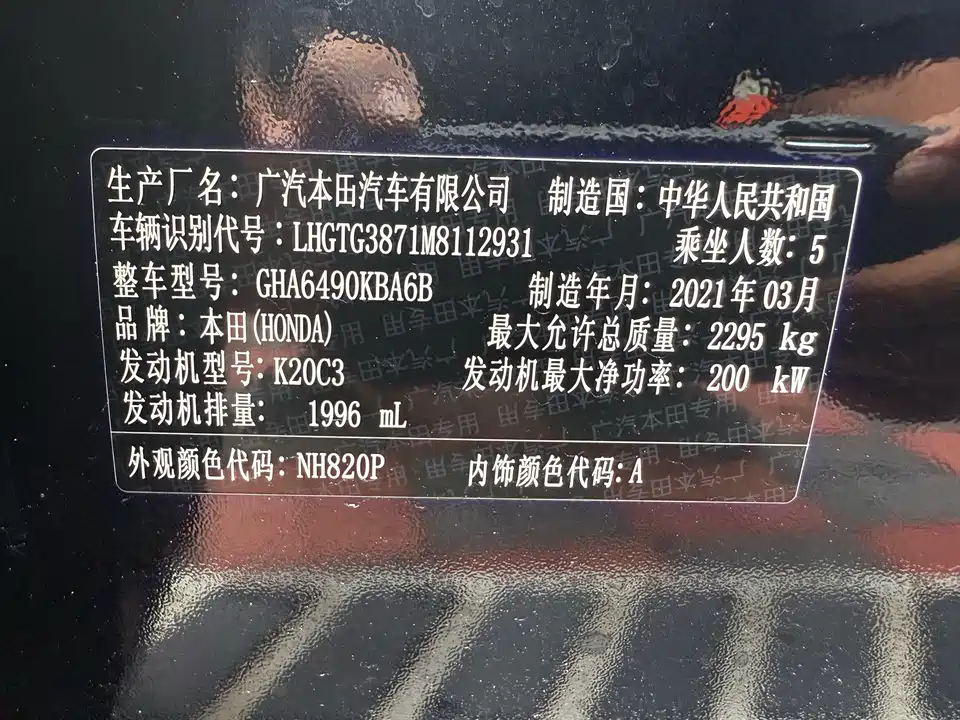 生产厂名：广汽本田汽车有限公司 制造国：中华人民共和国
车辆识别代号：LHGTG3871M8112931 乘坐人数：5
整车型号：GHA6490KBA6B 制造年月：2021年03月
品牌：本田(HONDA) 最大允许总质量：2295 kg
发动机型号：K20C3 发动机最大净功率：200 kW
发动机排量：1996 mL
外观颜色代码：NH820P 内饰颜色代码：A